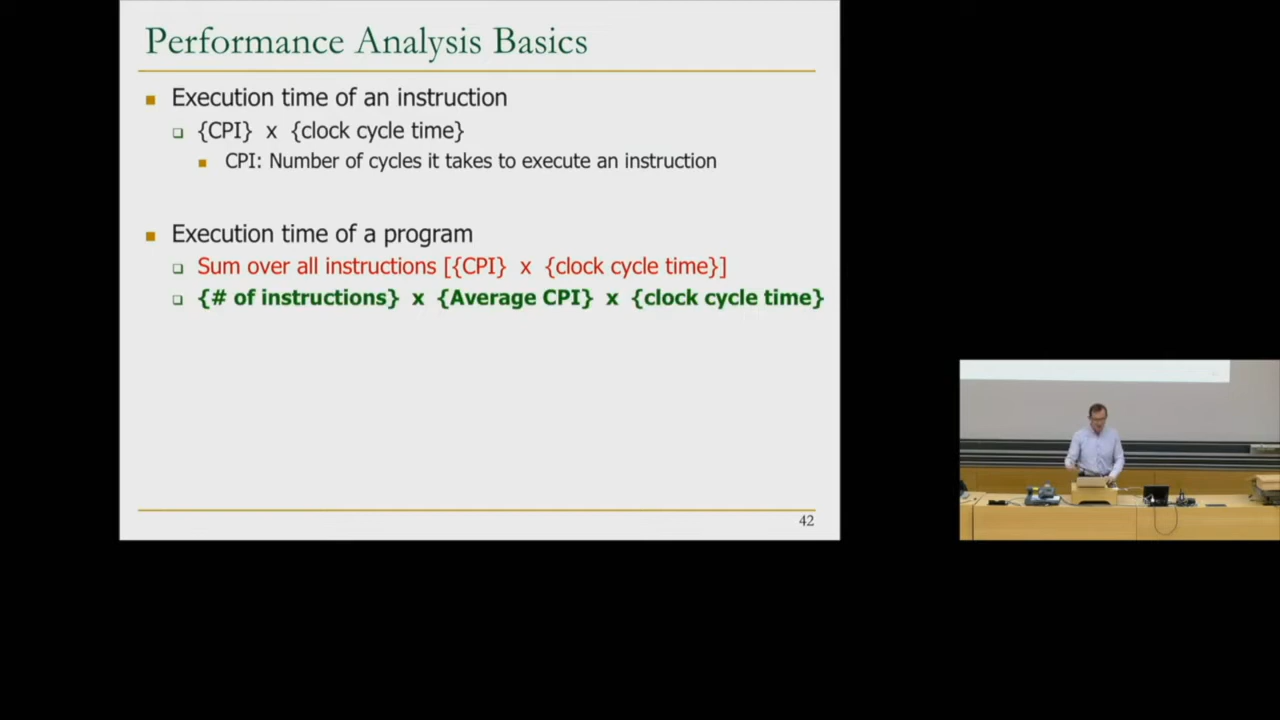 Performance Analysis Basics
Execution time of an instruction
{CPI} x {clock cycle time}
CPI: Number of cycles it takes to execute an instruction
Execution time of a program
Sum over all instructions [{CPI} x {clock cycle time}]
{# of instructions} x {Average CPI} x {clock cycle time}
42